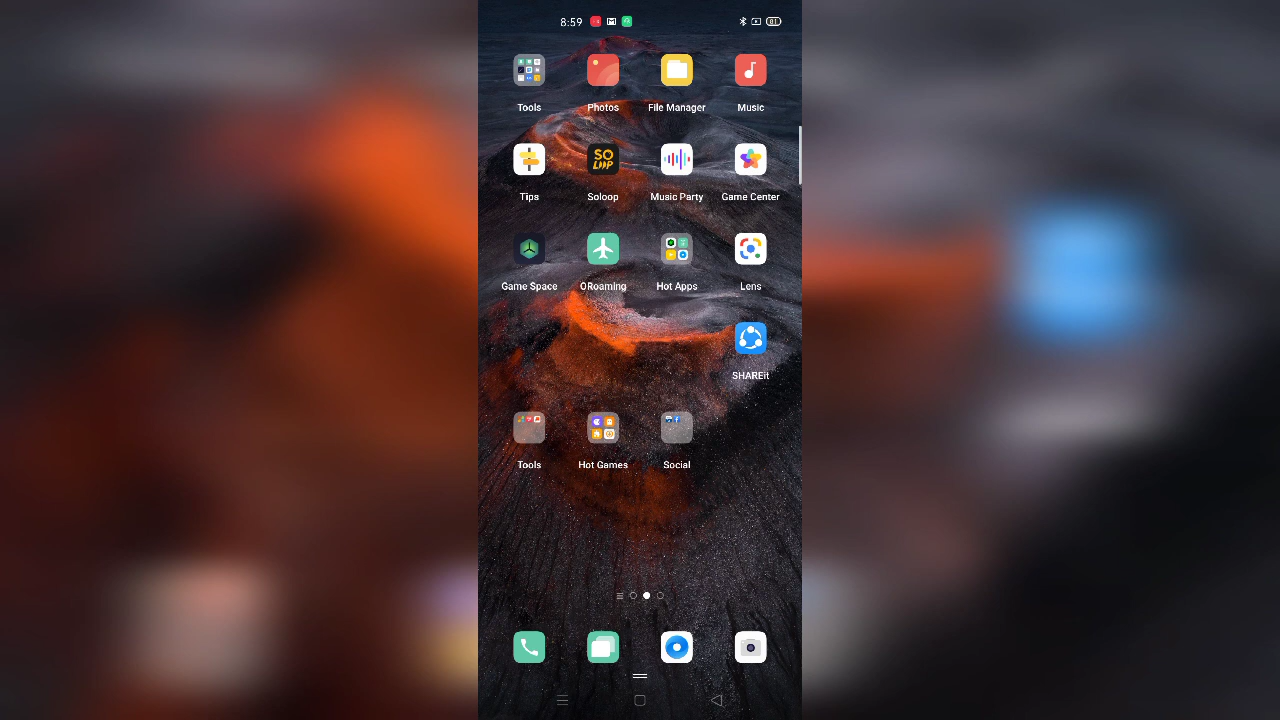 8:59 81
Tools Photos File Manager Music
SO
LOOP
Tips Soloop Music Party Game Center
Game Space ORoaming Hot Apps Lens
SHAREit
Tools Hot Games Social